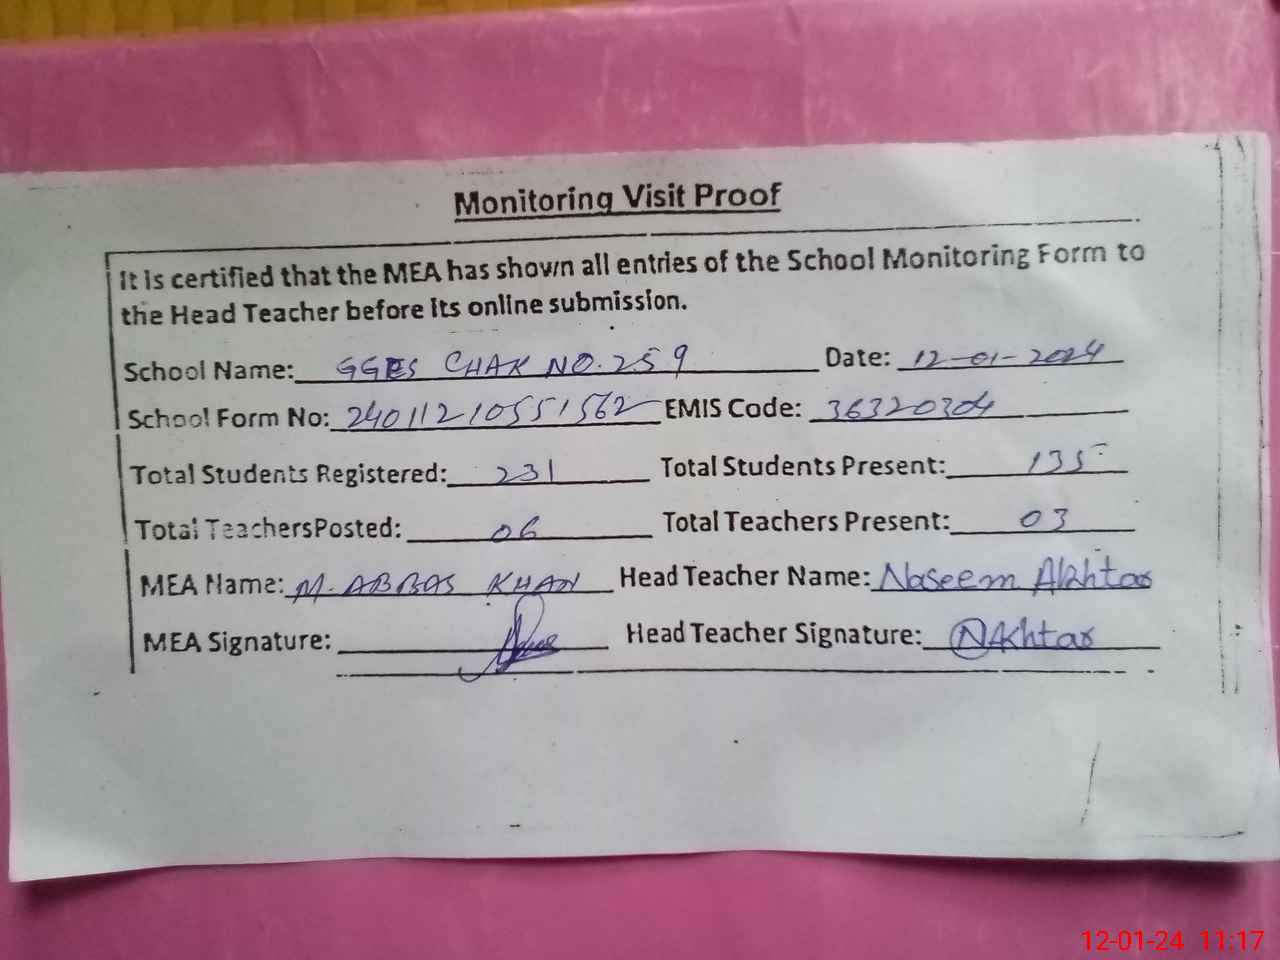 Monitoring Visit Proof
It is certified that the MEA has shown all entries of the School Monitoring Form to
the Head Teacher before its online submission.
School Name: GGES CHAK NO. 259 Date: 12-01-2024
School Form No: 24011210551562 EMIS Code: 36320304
Total Students Registered: 231 Total Students Present: 135
Total TeachersPosted: 06 Total Teachers Present: 03
MEA Name: M. ABBAS KHAN Head Teacher Name: Naseem Akhtar
MEA Signature: Head Teacher Signature: NAkhtar
12-01-24 11:17